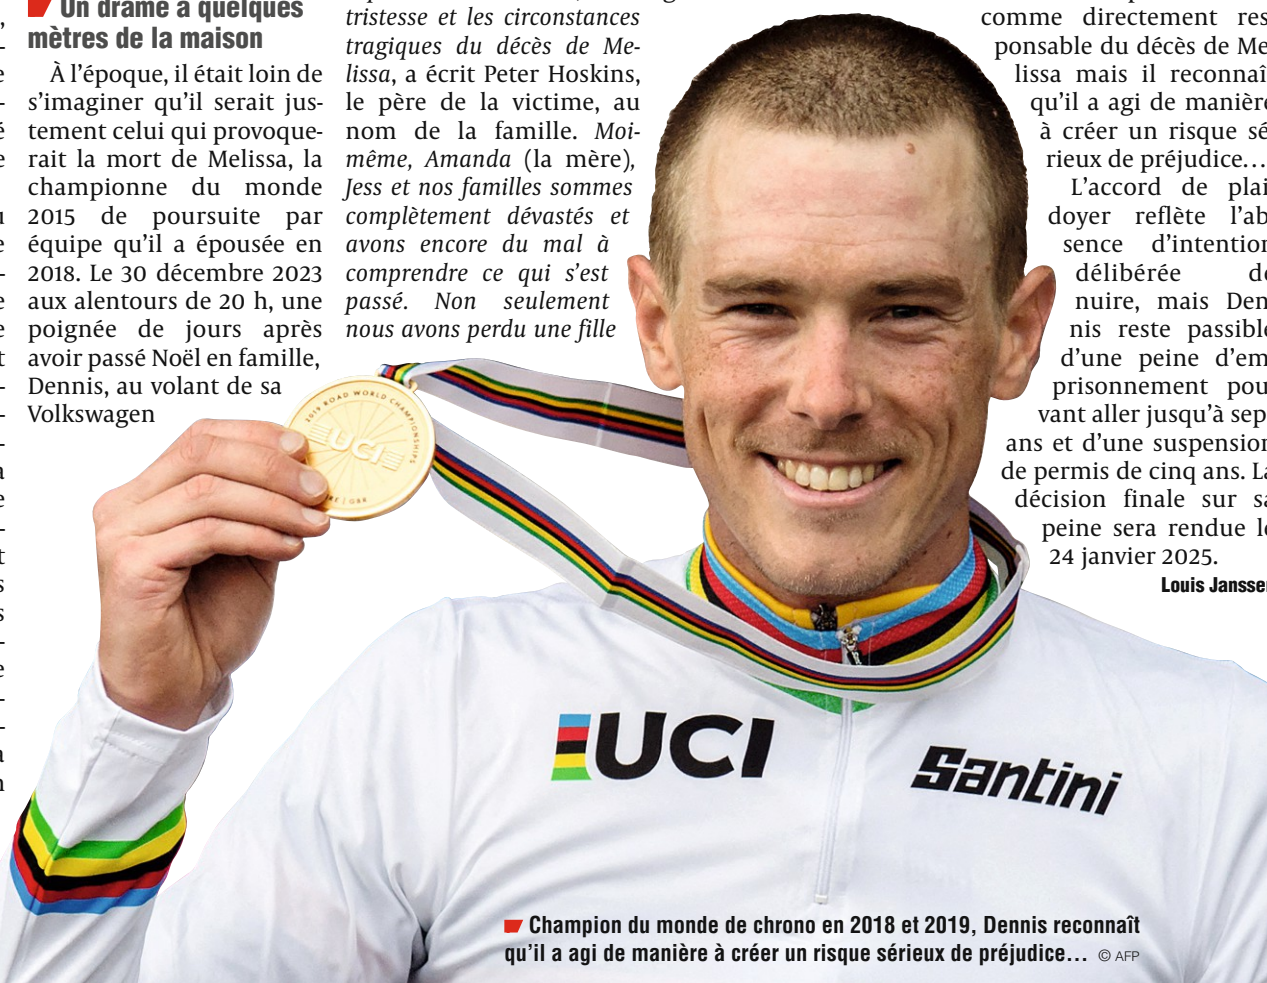 Un drame à quelques
mètres de la maison
À l’époque, il était loin de
s’imaginer qu’il serait jus-
tement celui qui provoque-
rait la mort de Melissa, la
championne du monde
2015 de poursuite par
équipe qu’il a épousée en
2018. Le 30 décembre 2023
aux alentours de 20 h, une
poignée de jours après
avoir passé Noël en famille,
Dennis, au volant de sa
Volkswagen
tristesse et les circonstances
tragiques du décès de Me-
lissa, a écrit Peter Hoskins,
le père de la victime, au
nom de la famille. Moi-
même, Amanda (la mère),
Jess et nos familles sommes
complètement dévastés et
avons encore du mal à
comprendre ce qui s’est
passé. Non seulement
nous avons perdu une fille
comme directement res
ponsable du décès de Me
lissa mais il reconnaî
qu’il a agi de manière
à créer un risque sé
rieux de préjudice…
L’accord de plai
doyer reflète l’ab
sence d’intention
délibérée de
nuire, mais Den
nis reste passible
d’une peine d’em
prisonnement pou
vant aller jusqu’à sep
ans et d’une suspension
de permis de cinq ans. La
décision finale sur sa
peine sera rendue le
24 janvier 2025.
Louis Jansse
2019 ROAD WORLD CHAMPIONSHIPS
UCI
GBR
UCI
Santini
Champion du monde de chrono en 2018 et 2019, Dennis reconnaît
qu’il a agi de manière à créer un risque sérieux de préjudice… © AFP